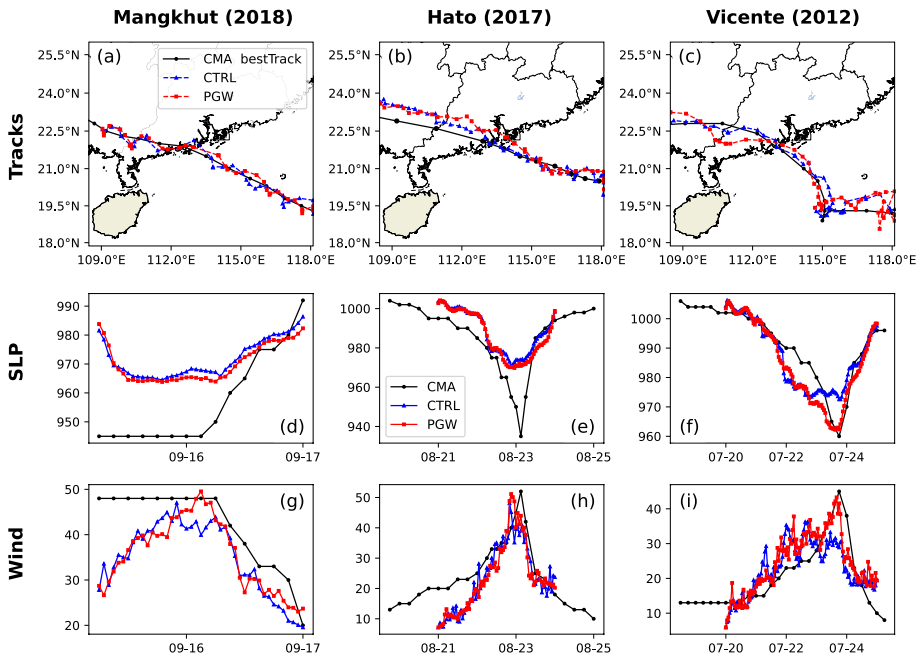 Mangkhut (2018) Hato (2017) Vicente (2012)
Tracks
25.5°N
24.0°N
22.5°N
21.0°N
19.5°N
18.0°N
(a)
CMA bestTrack
CTRL
PGW
109.0°E 112.0°E 115.0°E 118.0°E
25.5°N
24.0°N
22.5°N
21.0°N
19.5°N
18.0°N
(b)
109.0°E 112.0°E 115.0°E 118.0°E
25.5°N
24.0°N
22.5°N
21.0°N
19.5°N
18.0°N
(c)
109.0°E 112.0°E 115.0°E 118.0°E
SLP
990
980
970
960
950
(d)
09-16 09-17
1000
980
960
940
CMA
CTRL
PGW
(e)
08-21 08-23 08-25
1000
990
980
970
960
(f)
07-20 07-22 07-24
Wind
50
40
30
20
(g)
09-16 09-17
50
40
30
20
10
(h)
08-21 08-23 08-25
40
30
20
10
(i)
07-20 07-22 07-24